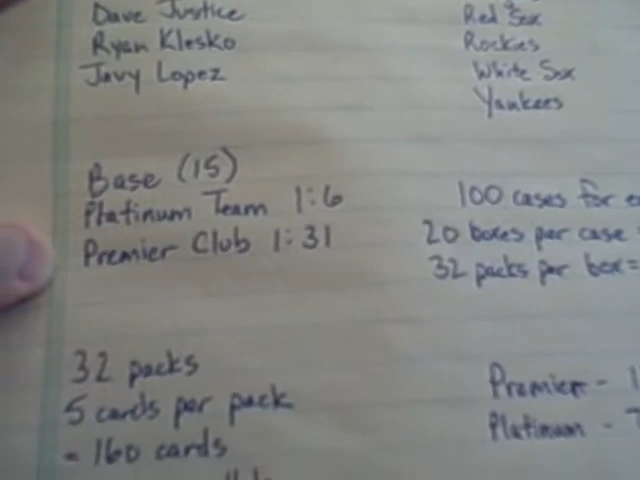 Dave Justice
Ryan Klesko
Javy Lopez
Red Sox
Rockies
White Sox
Yankees
Base (15)
Platinum Team 1:6
Premier Club 1:31
100 cases for
20 boxes per case =
32 packs per box =
32 packs
5 cards per pack
= 160 cards
Premier - 1
Platinum - 7